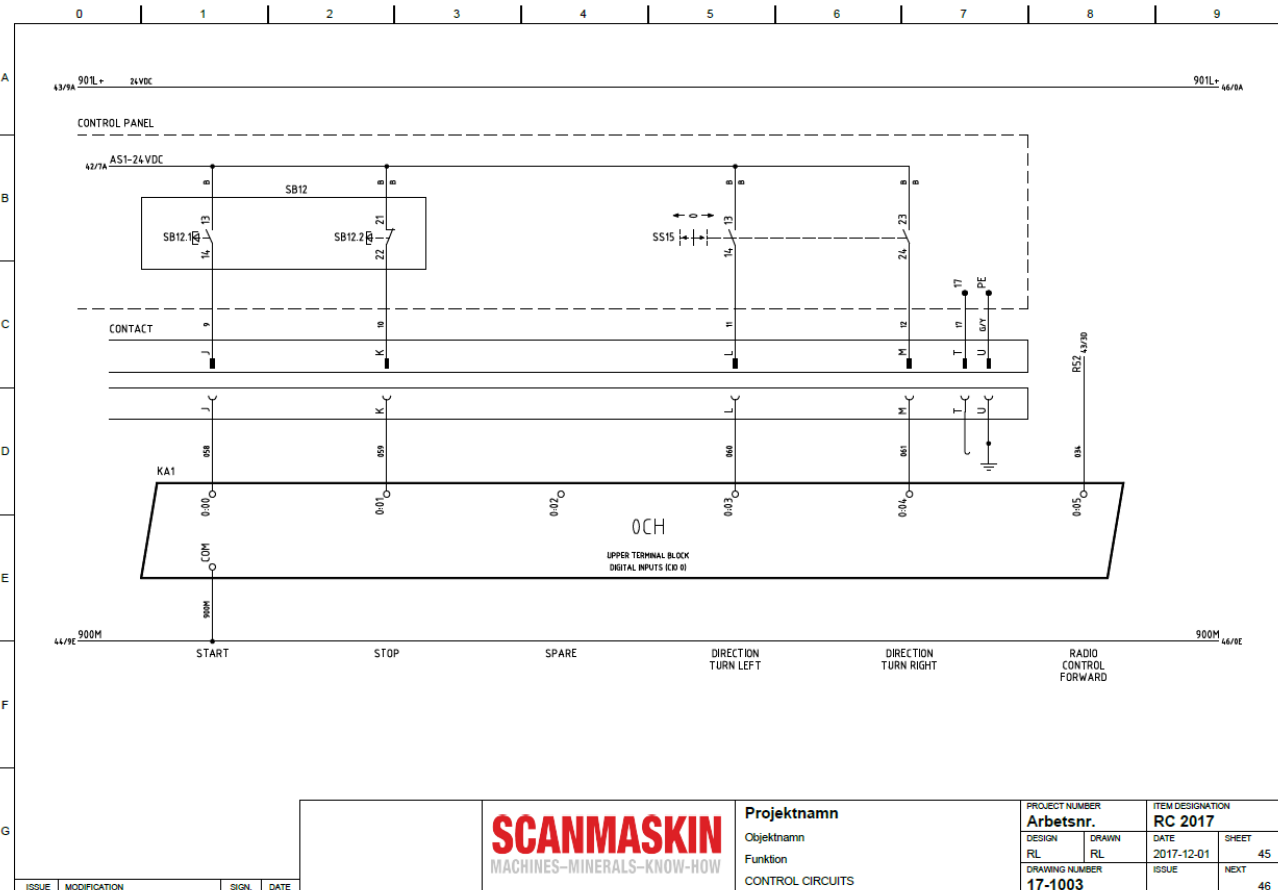 0 1 2 3 4 5 6 7 8 9
A
43/9A 901L+ 24VDC 901L+ 46/0A
CONTROL PANEL
42/7A AS1-24VDC
B
B B B B B B B
SB12
13 21 13 23
← 0 →
SB12.1 SB12.2 SS15
14 22 14 24
17 PE
C
9 10 11 12 17 G/Y
CONTACT
J K L M T U
RS2 43/3D
J K L M T U
D
058 059 060 061 034
KA1
0:00 0:01 0:02 0:03 0:04 0:05
0CH
UPPER TERMINAL BLOCK
DIGITAL INPUTS (CIO 0)
COM
E
900M
44/9E 900M 900M 46/0E
START STOP SPARE DIRECTION TURN LEFT DIRECTION TURN RIGHT RADIO CONTROL FORWARD
F
G
SCANMASKIN
MACHINES–MINERALS–KNOW-HOW
Projektnamn
Objektnamn
Funktion
CONTROL CIRCUITS
PROJECT NUMBER ITEM DESIGNATION
Arbetsnr. RC 2017
DESIGN DRAWN DATE SHEET
RL RL 2017-12-01 45
DRAWING NUMBER ISSUE NEXT
17-1003 46
ISSUE MODIFICATION SIGN. DATE